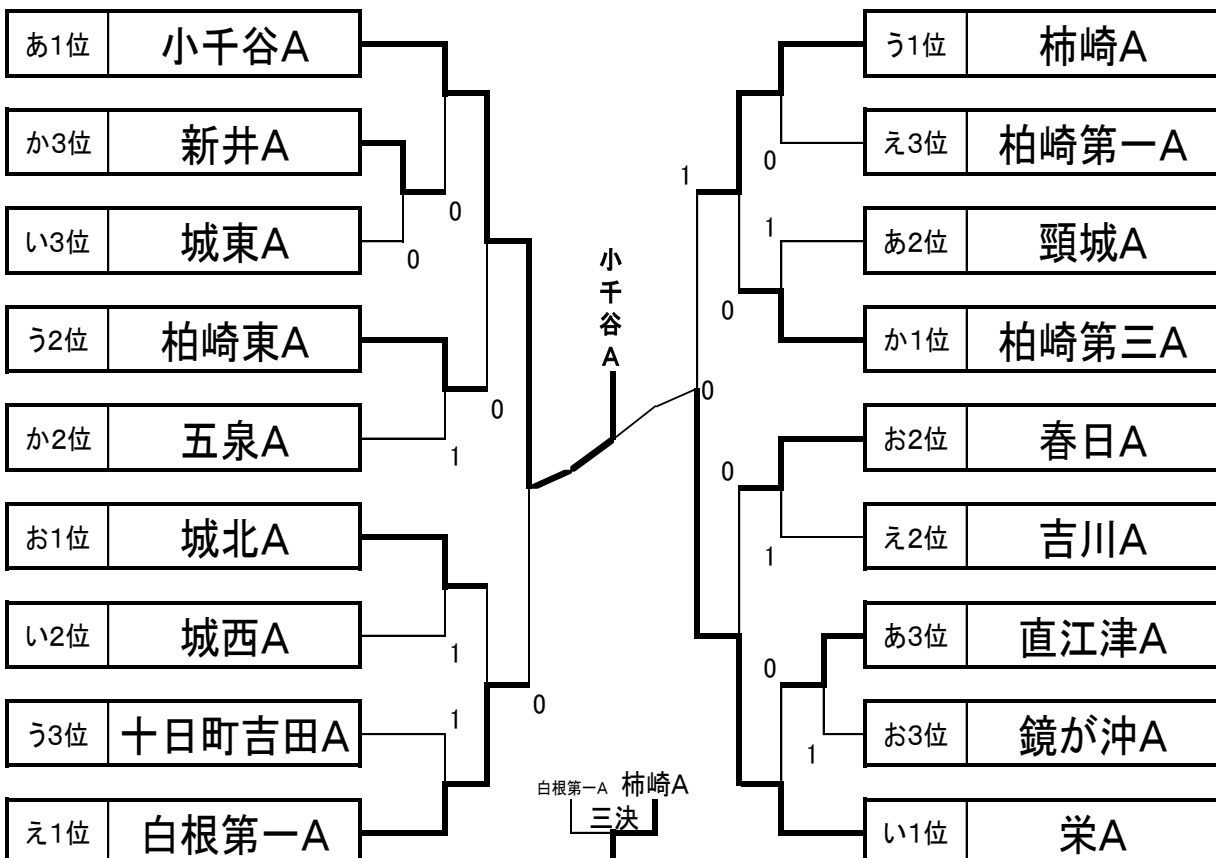 あ1位 小千谷A
か3位 新井A
0
い3位 城東A
0
う2位 柏崎東A
0
か2位 五泉A
1
お1位 城北A
い2位 城西A
1
う3位 十日町吉田A
1
0
え1位 白根第一A
小千谷A
白根第一A 柿崎A
三決
う1位 柿崎A
え3位 柏崎第一A
0
1
あ2位 頸城A
1
か1位 柏崎第三A
0
0
お2位 春日A
0
え2位 吉川A
1
あ3位 直江津A
0
お3位 鏡が沖A
1
い1位 栄A